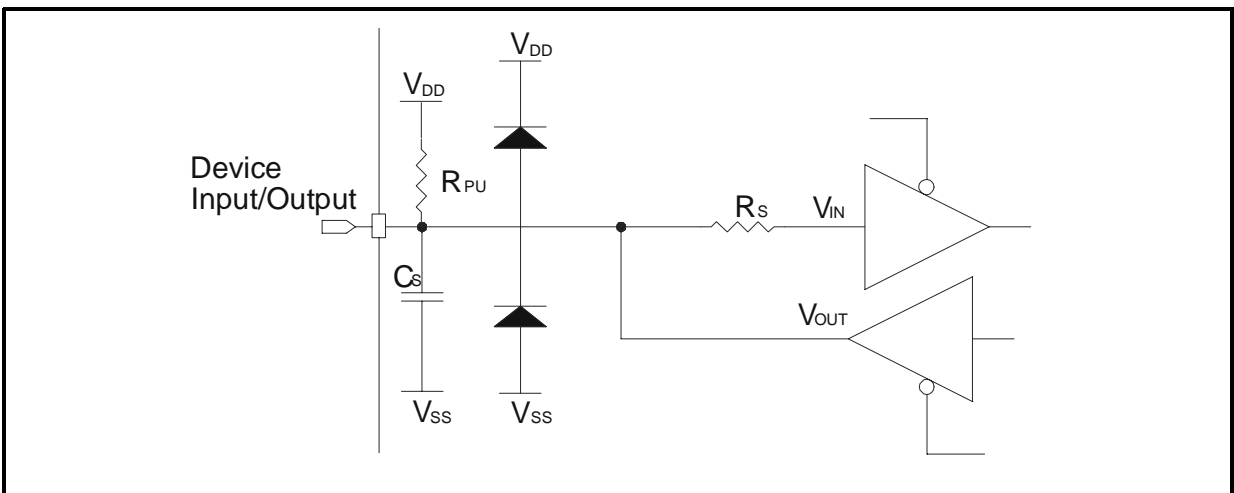 VDD
VDD
Device
Input/Output
RPU
RS
VIN
CS
VOUT
VSS
VSS